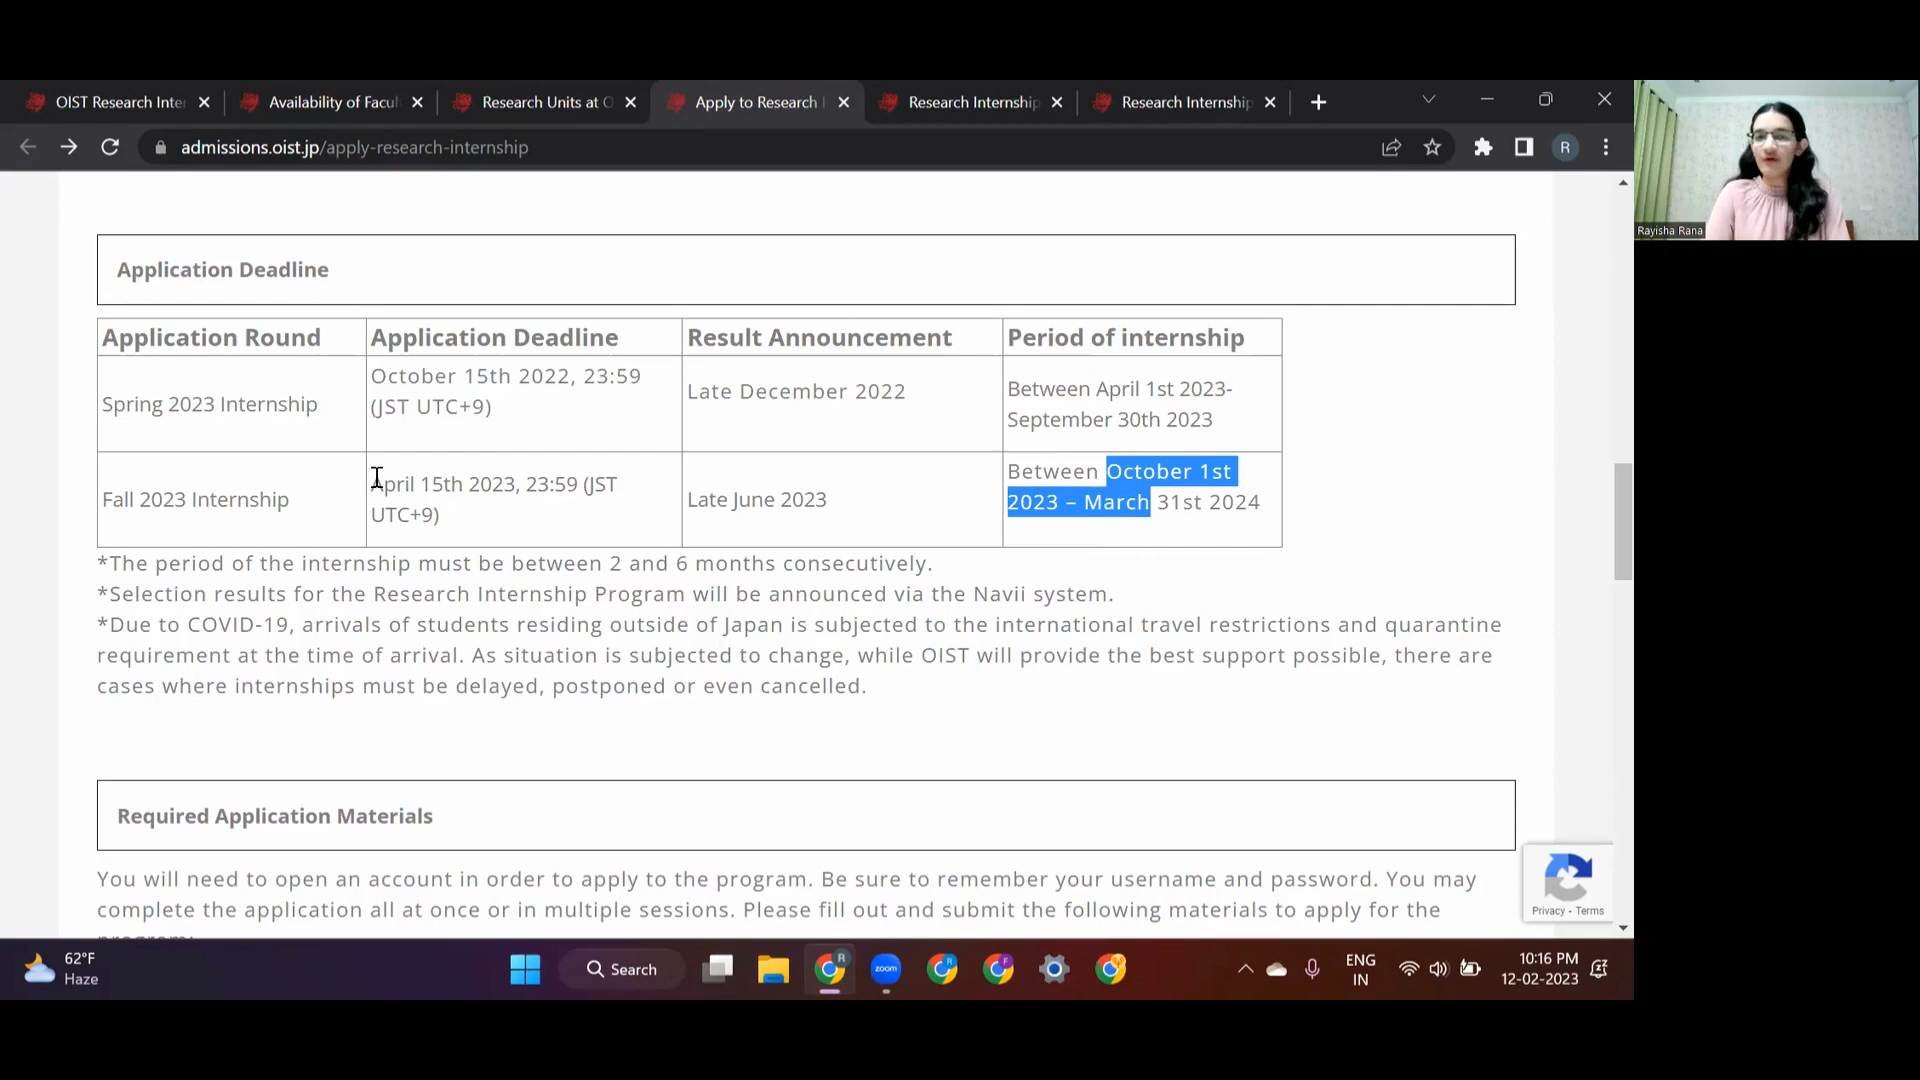 OIST Research Inte
Availability of Facul
Research Units at O
Apply to Research I
Research Internship
Research Internship
admissions.oist.jp/apply-research-internship
R
Rayisha Rana
Application Deadline
Application Round
Application Deadline
Result Announcement
Period of internship
Spring 2023 Internship
October 15th 2022, 23:59
(JST UTC+9)
Late December 2022
Between April 1st 2023-
September 30th 2023
Fall 2023 Internship
April 15th 2023, 23:59 (JST
UTC+9)
Late June 2023
Between October 1st
2023 – March 31st 2024
*The period of the internship must be between 2 and 6 months consecutively.
*Selection results for the Research Internship Program will be announced via the Navii system.
*Due to COVID-19, arrivals of students residing outside of Japan is subjected to the international travel restrictions and quarantine
requirement at the time of arrival. As situation is subjected to change, while OIST will provide the best support possible, there are
cases where internships must be delayed, postponed or even cancelled.
Required Application Materials
You will need to open an account in order to apply to the program. Be sure to remember your username and password. You may
complete the application all at once or in multiple sessions. Please fill out and submit the following materials to apply for the
program:
Privacy - Terms
62°F
Haze
Search
R
zoom
R
F
ENG
IN
10:16 PM
12-02-2023